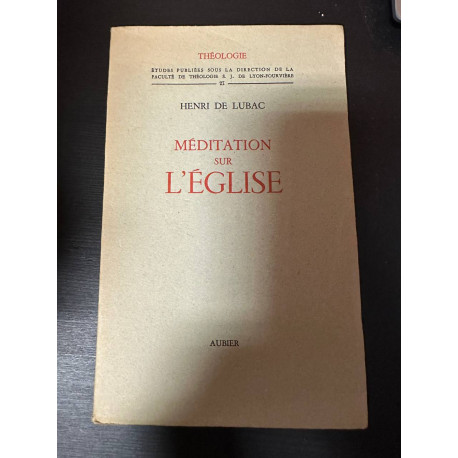 THÉOLOGIE
ÉTUDES PUBLIÉES SOUS LA DIRECTION DE LA
FACULTÉ DE THÉOLOGIE S. J. DE LYON-FOURVIÈRE
27
HENRI DE LUBAC
MÉDITATION
SUR
L'ÉGLISE
AUBIER